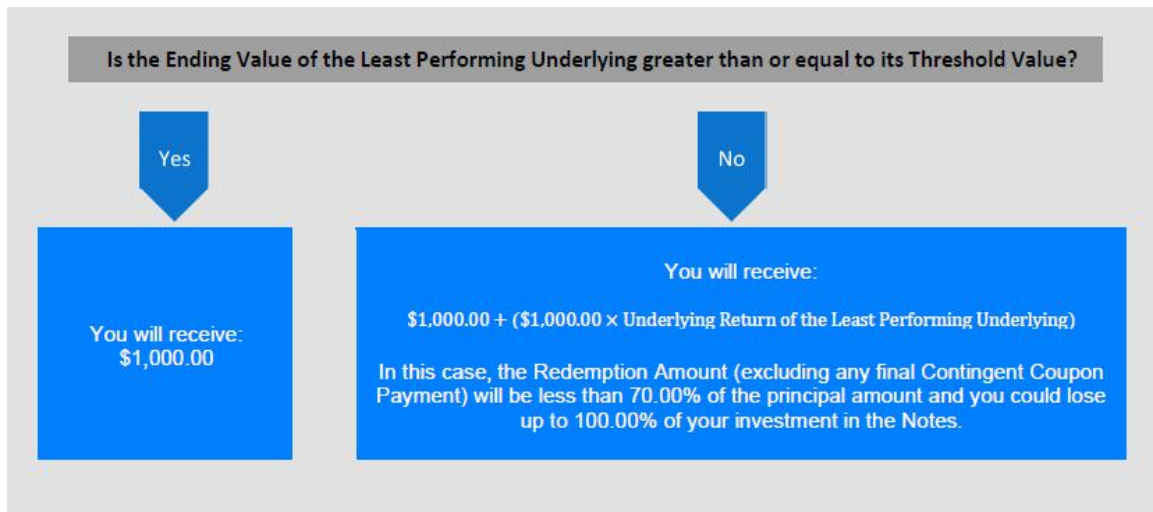 Is the Ending Value of the Least Performing Underlying greater than or equal to its Threshold Value?
Yes
No
You will receive:
$1,000.00
You will receive:
$1,000.00 + ($1,000.00 × Underlying Return of the Least Performing Underlying)
In this case, the Redemption Amount (excluding any final Contingent Coupon
Payment) will be less than 70.00% of the principal amount and you could lose
up to 100.00% of your investment in the Notes.